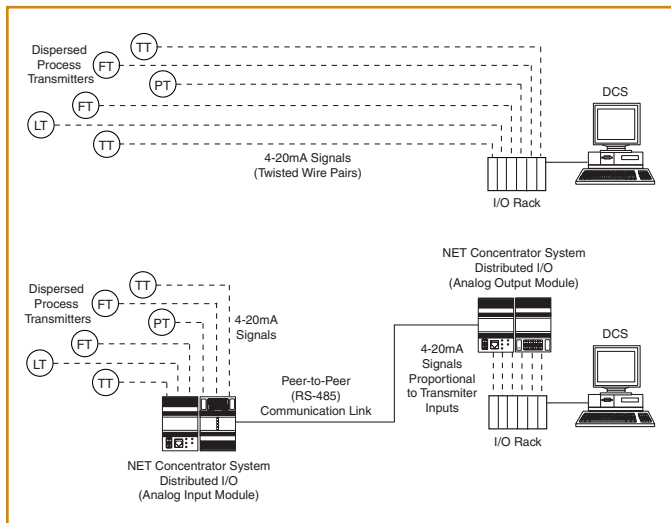 Dispersed
Process
Transmitters
TT
FT
PT
FT
LT
TT
4-20mA Signals
(Twisted Wire Pairs)
DCS
I/O Rack
Dispersed
Process
Transmitters
TT
FT
PT
FT
LT
TT
4-20mA
Signals
NET Concentrator System
Distributed I/O
(Analog Input Module)
Peer-to-Peer
(RS-485)
Communication Link
NET Concentrator System
Distributed I/O
(Analog Output Module)
4-20mA
Signals
Proportional
to Transmiter
Inputs
DCS
I/O Rack